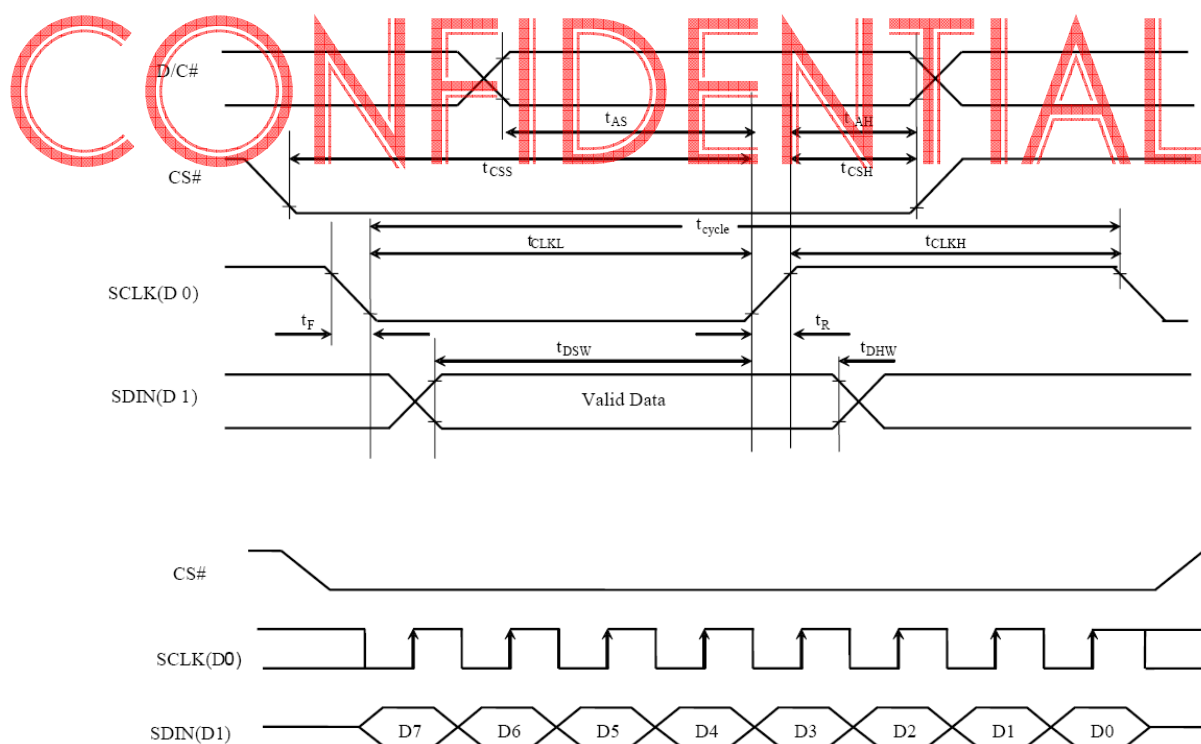 CONFIDENTIAL
D/C#
tAS
tAH
CS#
tCSS
tCSH
tcycle
tCLKL
tCLKH
SCLK(D 0)
tF
tR
tDSW
tDHW
SDIN(D 1)
Valid Data
CS#
SCLK(D0)
SDIN(D1)
D7 D6 D5 D4 D3 D2 D1 D0